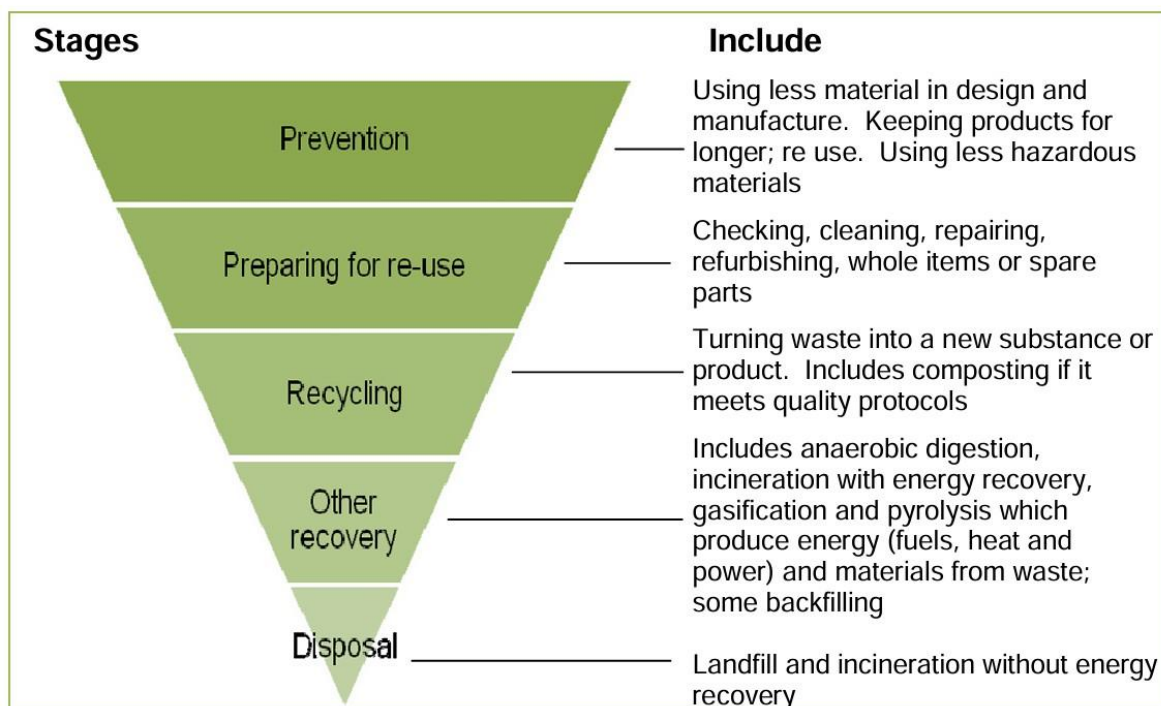 Stages
Include
Prevention
Using less material in design and
manufacture.  Keeping products for
longer; re use.  Using less hazardous
materials
Preparing for re-use
Checking, cleaning, repairing,
refurbishing, whole items or spare
parts
Recycling
Turning waste into a new substance or
product.  Includes composting if it
meets quality protocols
Other
recovery
Includes anaerobic digestion,
incineration with energy recovery,
gasification and pyrolysis which
produce energy (fuels, heat and
power) and materials from waste;
some backfilling
Disposal
Landfill and incineration without energy
recovery